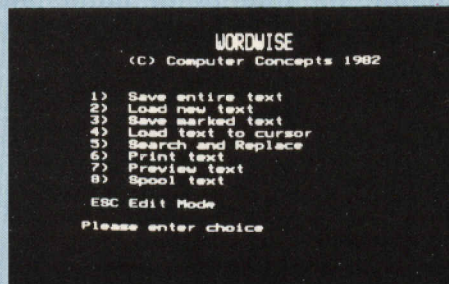 WORDWISE
(C) Computer Concepts 1982
1) Save entire text
2) Load new text
3) Save marked text
4) Load text to cursor
5) Search and Replace
6) Print text
7) Preview text
8) Spool text
ESC Edit Mode
Please enter choice